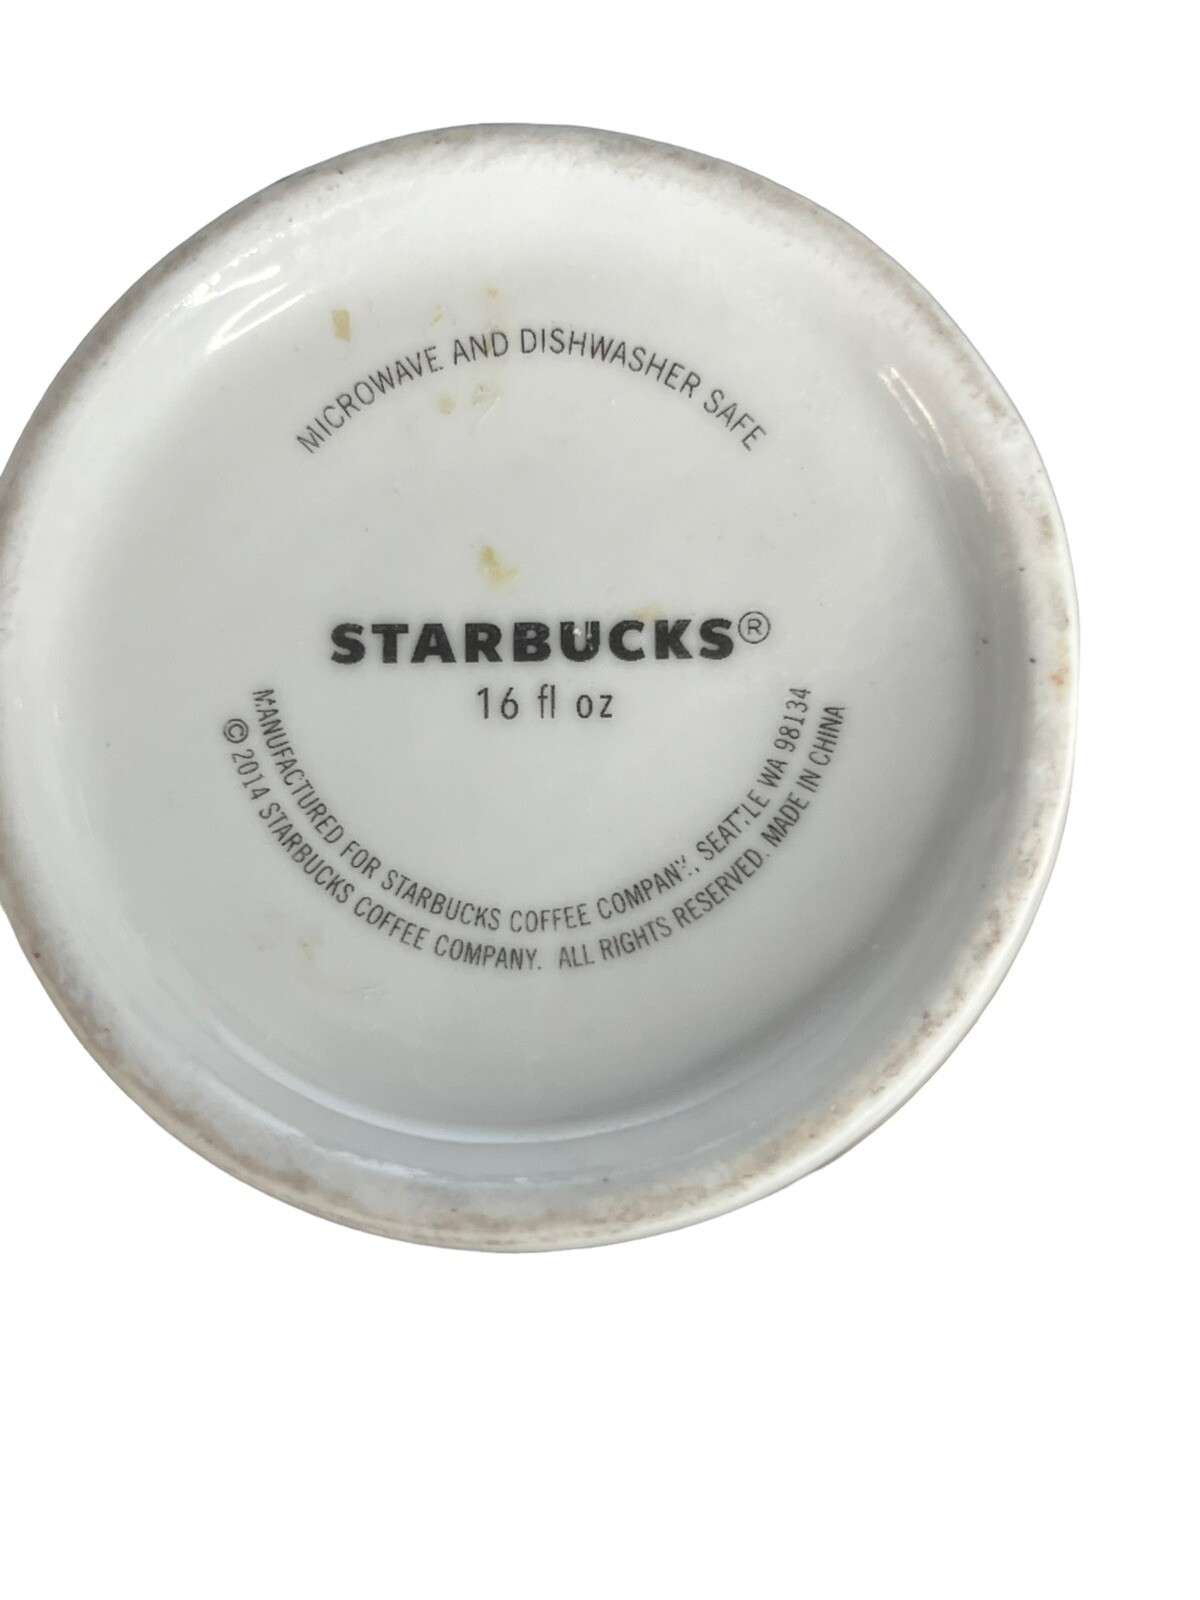 MICROWAVE AND DISHWASHER SAFE
STARBUCKS®
16 fl oz
MANUFACTURED FOR STARBUCKS COFFEE COMPANY, SEATTLE WA 98134
© 2014 STARBUCKS COFFEE COMPANY. ALL RIGHTS RESERVED. MADE IN CHINA